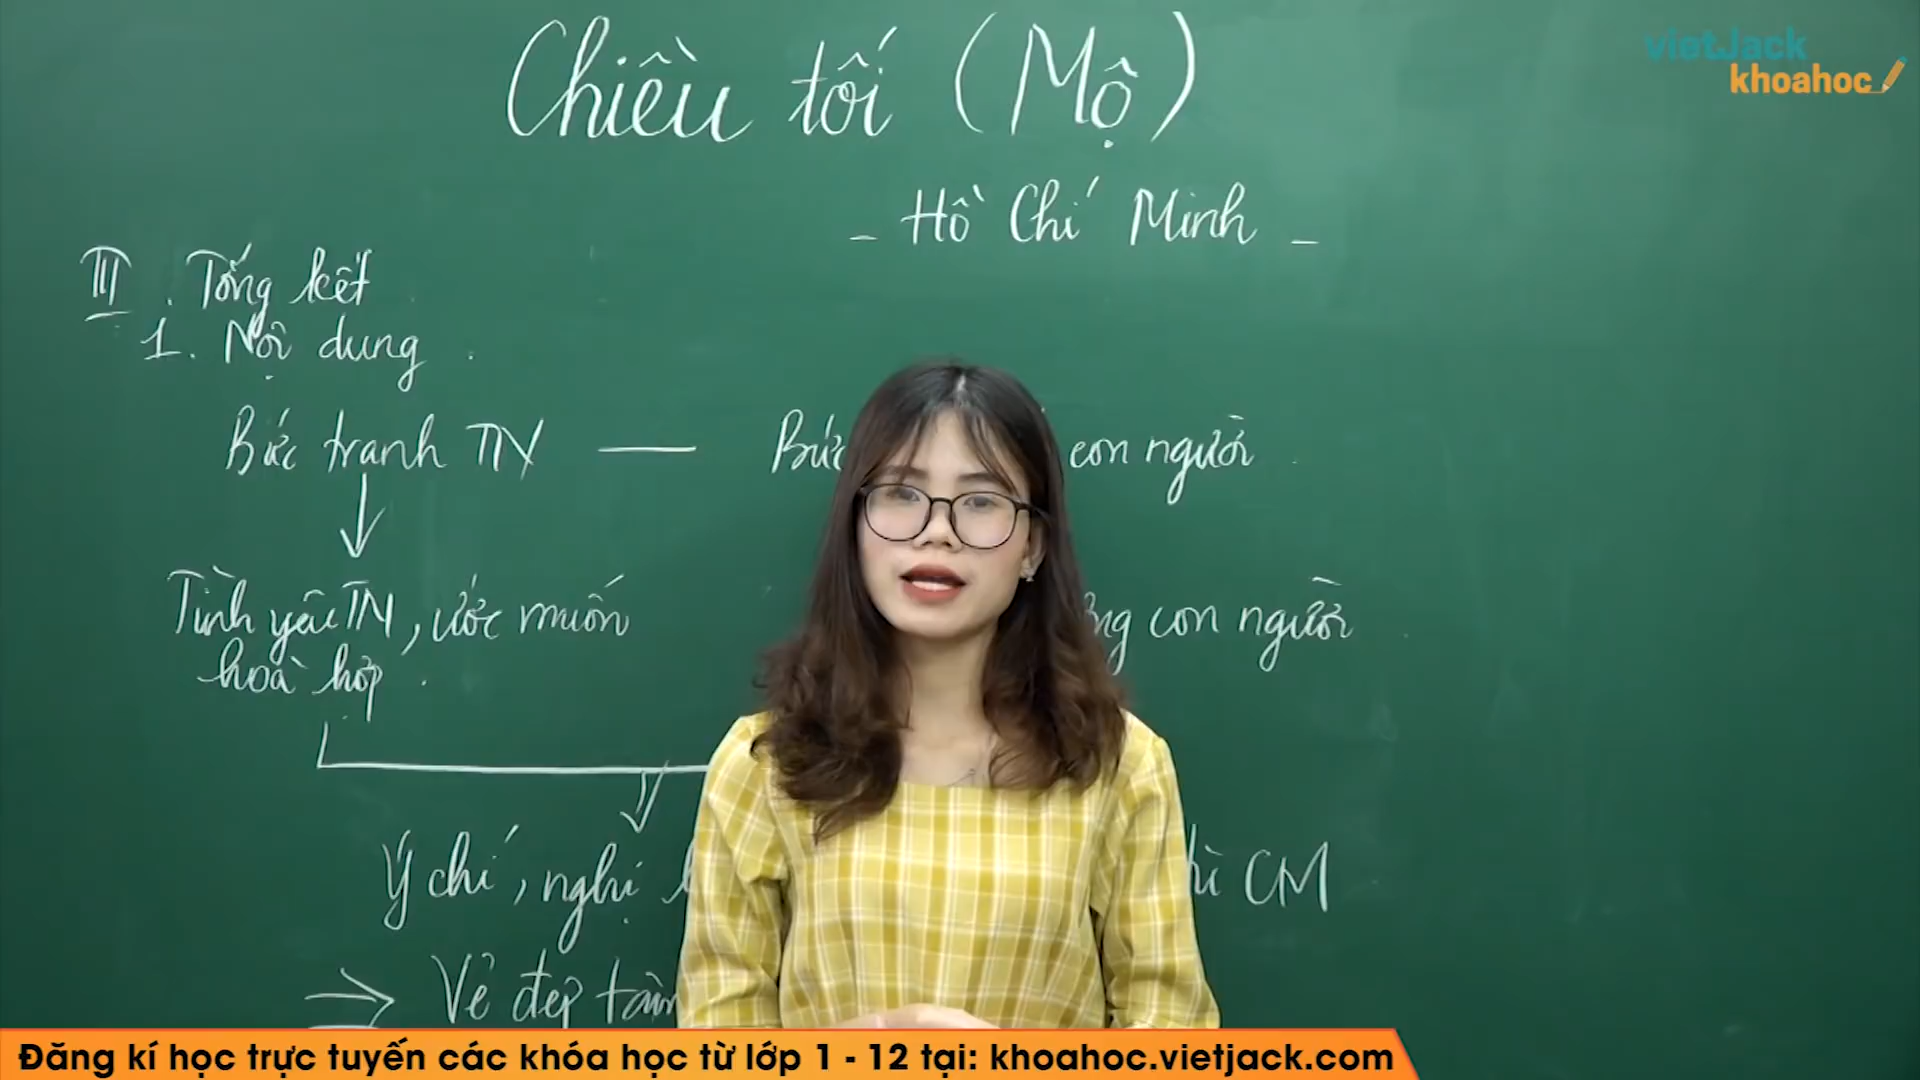 vietJack
khoahoc
Chiều tối (Mộ)
- Hồ Chí Minh -
III. Tổng kết
1. Nội dung.
Bức tranh TN — Bức con người.
Tình yêu TN, ước muốn con người.
hoà hợp.
Ý chí, nghị CM
=> Vẻ đẹp
Đăng kí học trực tuyến các khóa học từ lớp 1 - 12 tại: khoahoc.vietjack.com